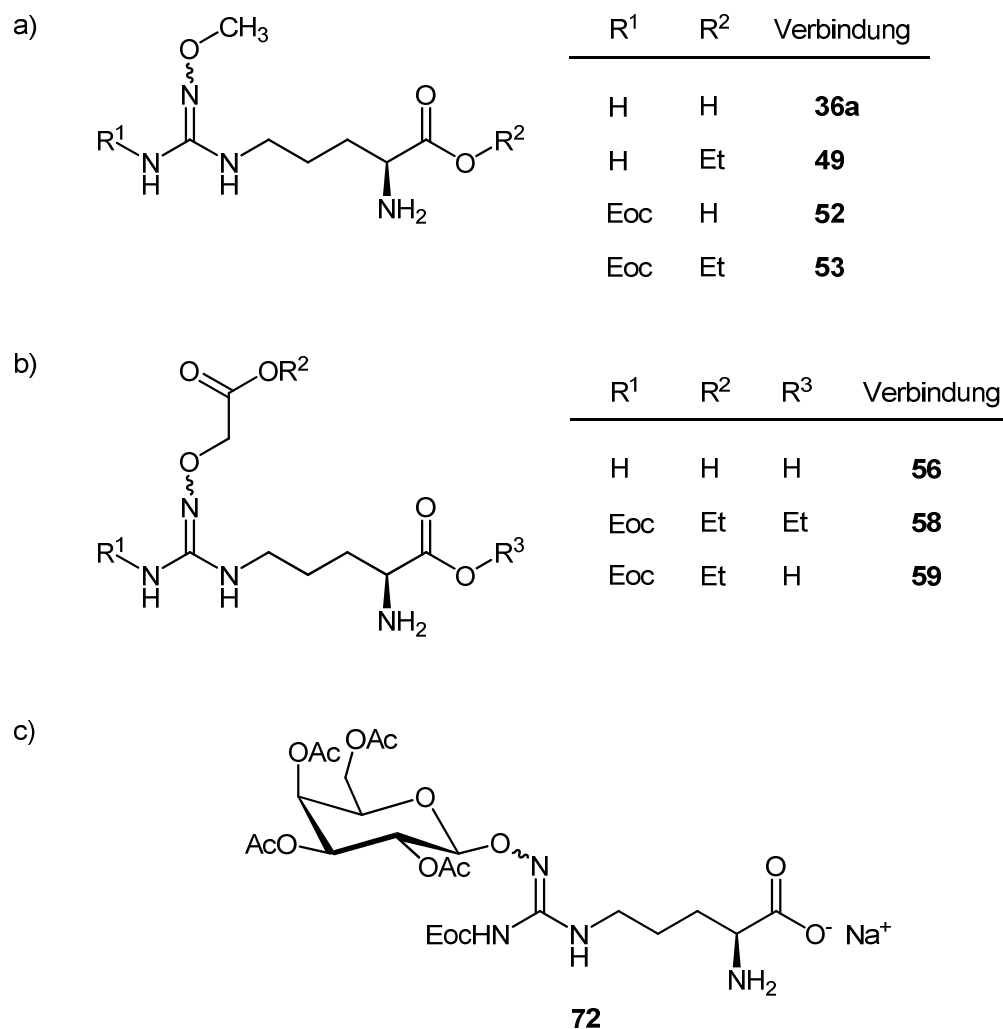 a)
R¹ R² Verbindung
H H 36a
H Et 49
Eoc H 52
Eoc Et 53
O CH₃
N O
R¹ N H N H O R²
NH₂
b)
R¹ R² R³ Verbindung
H H H 56
Eoc Et Et 58
Eoc Et H 59
O OR²
O
N O
R¹ N H N H O R³
NH₂
c)
OAc OAc
O
AcO OAc O N O
EocHN N H O⁻ Na⁺
NH₂
72